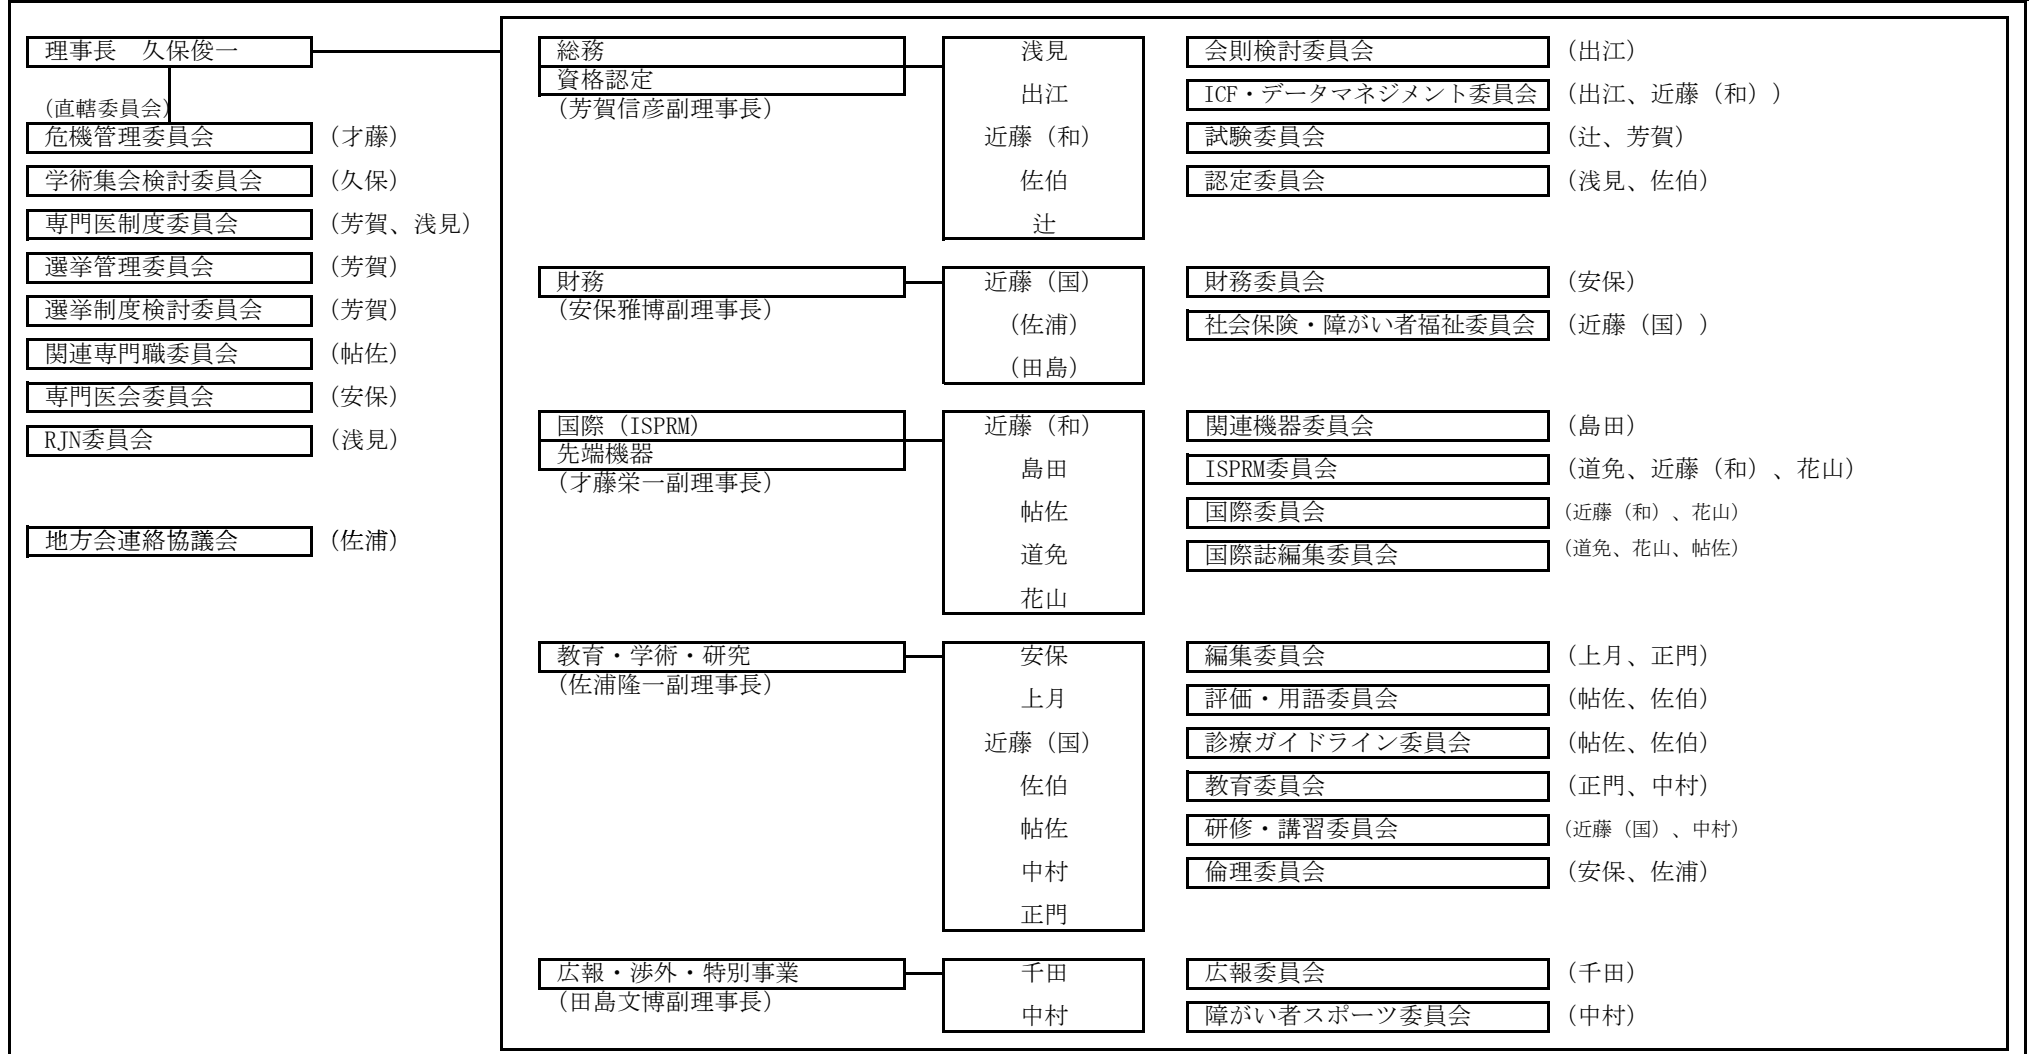 理事長　久保俊一
(直轄委員会)
危機管理委員会 (才藤)
学術集会検討委員会 (久保)
専門医制度委員会 (芳賀、浅見)
選挙管理委員会 (芳賀)
選挙制度検討委員会 (芳賀)
関連専門職委員会 (帖佐)
専門医会委員会 (安保)
RJN委員会 (浅見)
地方会連絡協議会 (佐浦)
総務
資格認定
(芳賀信彦副理事長)
浅見
出江
近藤（和）
佐伯
辻
会則検討委員会 (出江)
ICF・データマネジメント委員会 (出江、近藤（和）)
試験委員会 (辻、芳賀)
認定委員会 (浅見、佐伯)
財務
(安保雅博副理事長)
近藤（国）
(佐浦)
(田島)
財務委員会 (安保)
社会保険・障がい者福祉委員会 (近藤（国）)
国際（ISPRM）
先端機器
(才藤栄一副理事長)
近藤（和）
島田
帖佐
道免
花山
関連機器委員会 (島田)
ISPRM委員会 (道免、近藤（和）、花山)
国際委員会 (近藤（和）、花山)
国際誌編集委員会 (道免、花山、帖佐)
教育・学術・研究
(佐浦隆一副理事長)
安保
上月
近藤（国）
佐伯
帖佐
中村
正門
編集委員会 (上月、正門)
評価・用語委員会 (帖佐、佐伯)
診療ガイドライン委員会 (帖佐、佐伯)
教育委員会 (正門、中村)
研修・講習委員会 (近藤（国）、中村)
倫理委員会 (安保、佐浦)
広報・渉外・特別事業
(田島文博副理事長)
千田
中村
広報委員会 (千田)
障がい者スポーツ委員会 (中村)